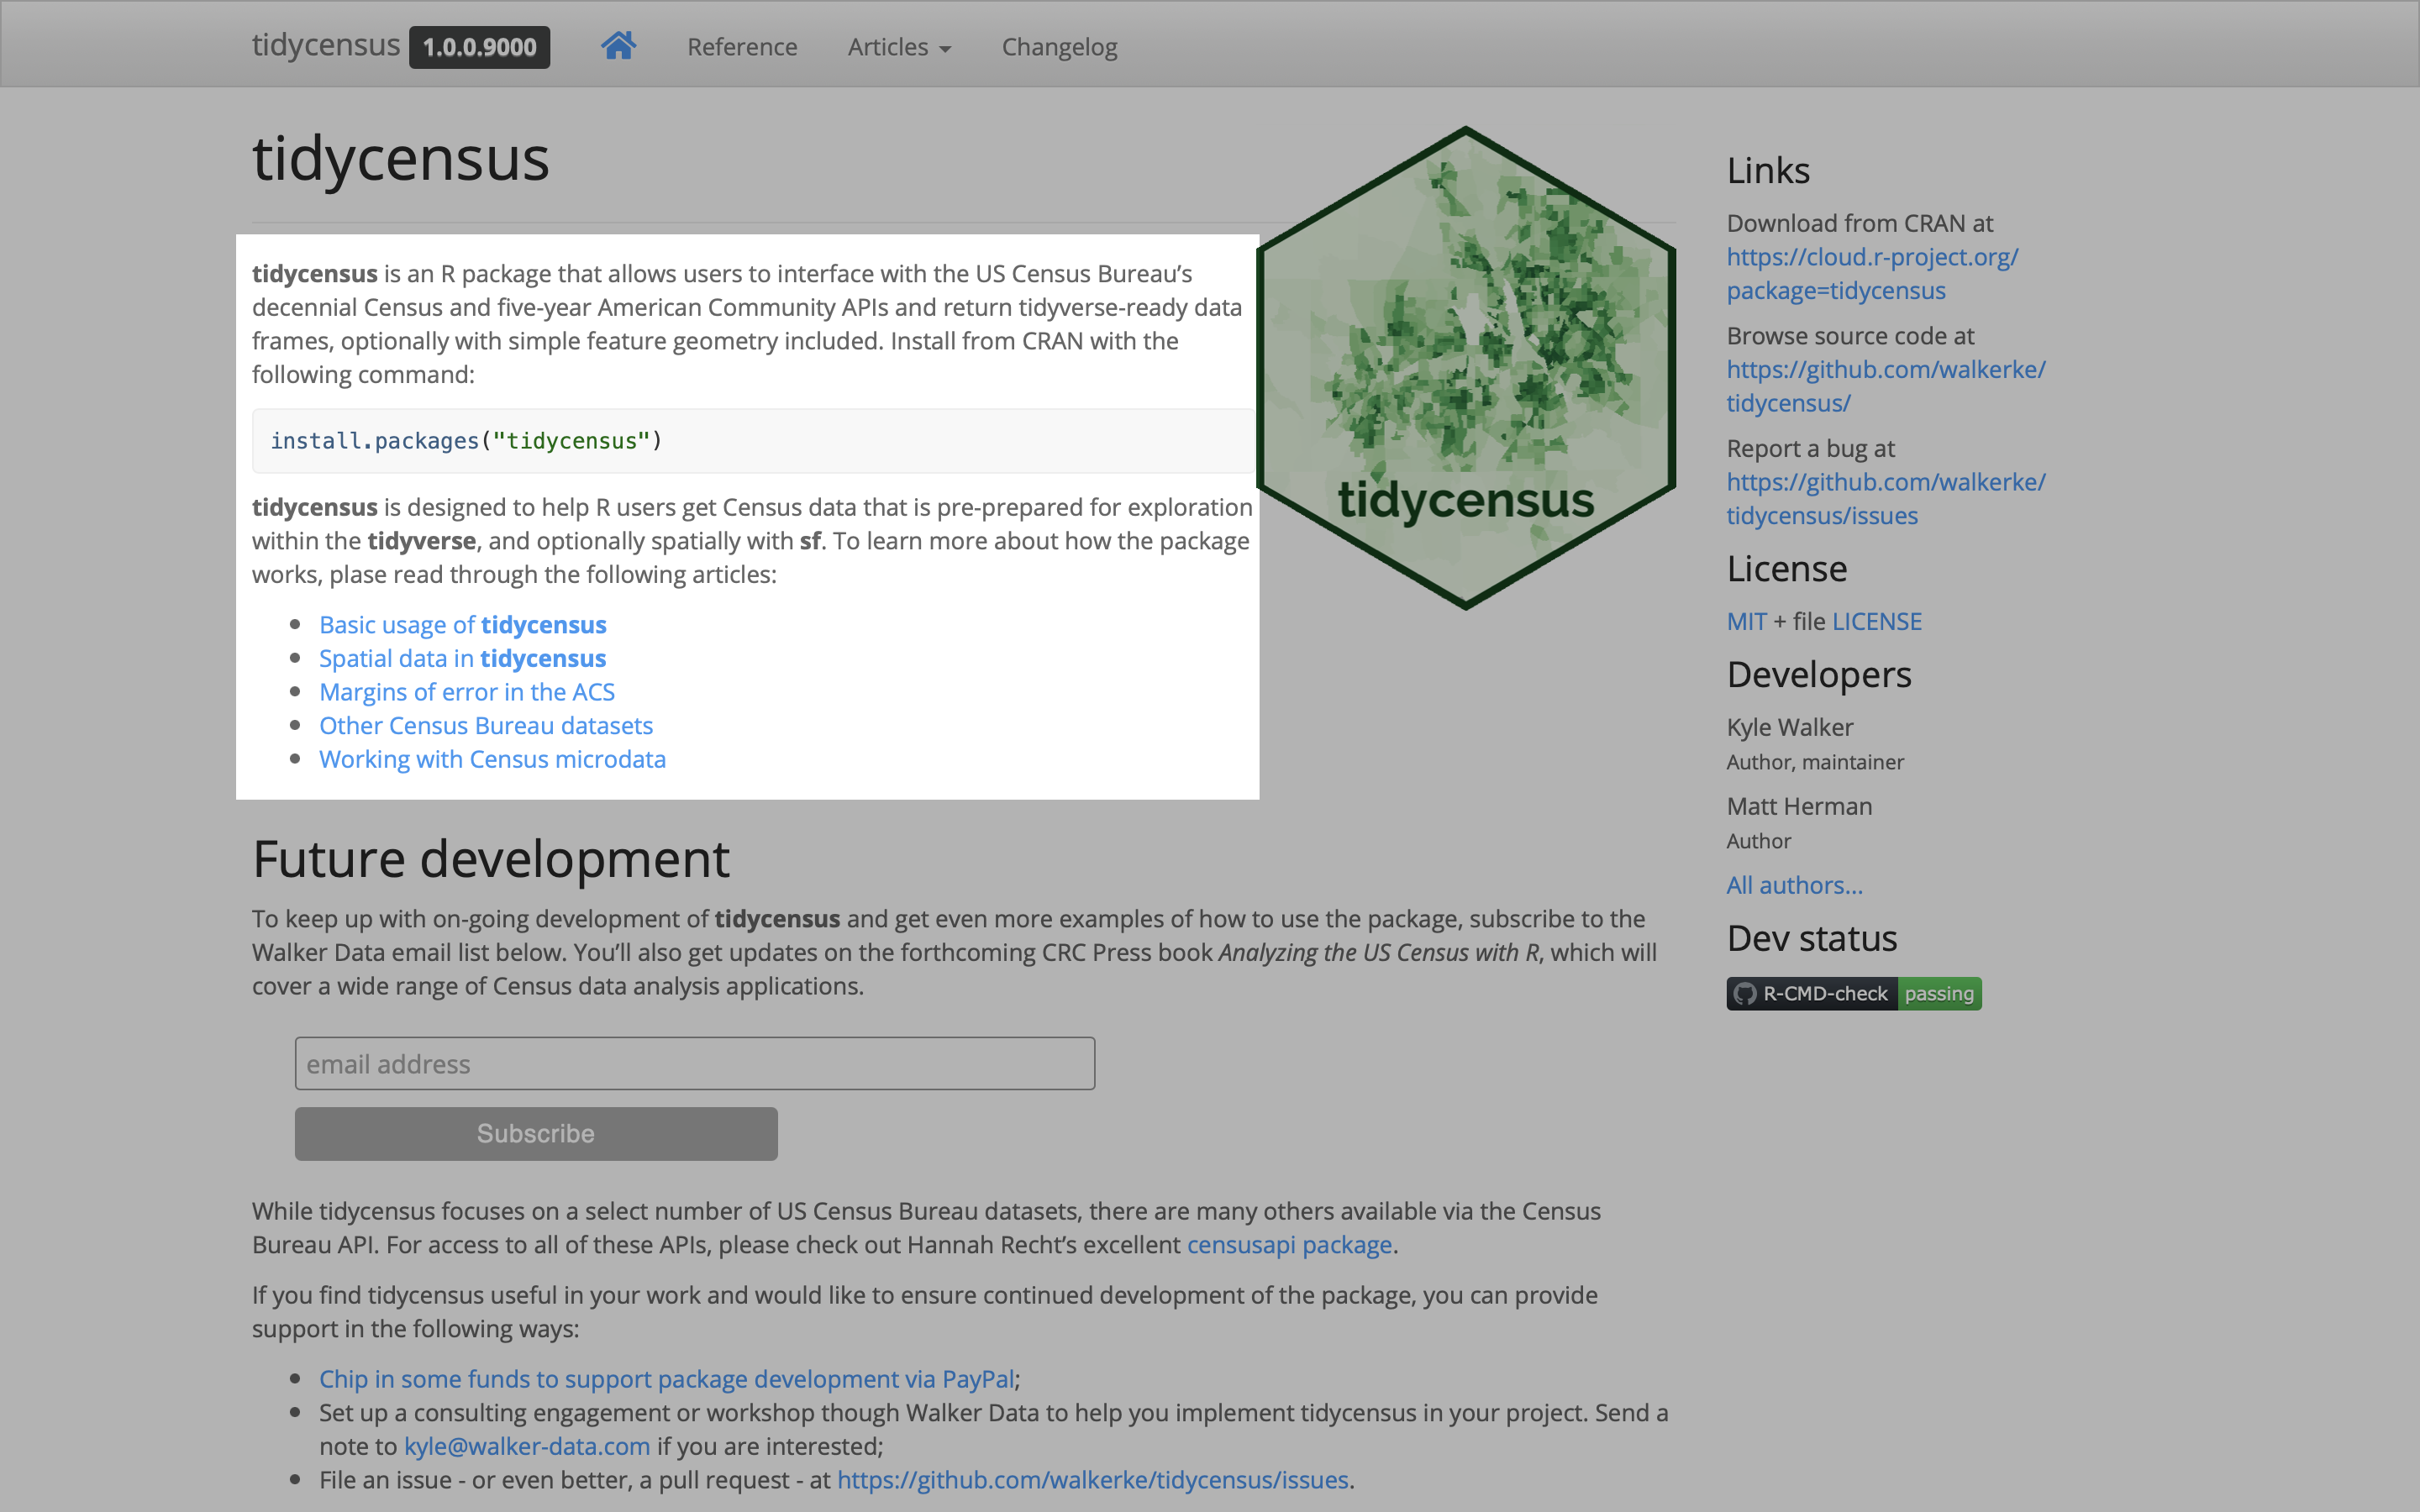 tidycensus 1.0.0.9000 Reference Articles Changelog
tidycensus
tidycensus is an R package that allows users to interface with the US Census Bureau’s
decennial Census and five-year American Community APIs and return tidyverse-ready data
frames, optionally with simple feature geometry included. Install from CRAN with the
following command:
install.packages("tidycensus")
tidycensus is designed to help R users get Census data that is pre-prepared for exploration
within the tidyverse, and optionally spatially with sf. To learn more about how the package
works, plase read through the following articles:
• Basic usage of tidycensus
• Spatial data in tidycensus
• Margins of error in the ACS
• Other Census Bureau datasets
• Working with Census microdata
tidycensus
Future development
To keep up with on-going development of tidycensus and get even more examples of how to use the package, subscribe to the
Walker Data email list below. You’ll also get updates on the forthcoming CRC Press book Analyzing the US Census with R, which will
cover a wide range of Census data analysis applications.
email address
Subscribe
While tidycensus focuses on a select number of US Census Bureau datasets, there are many others available via the Census
Bureau API. For access to all of these APIs, please check out Hannah Recht’s excellent censusapi package.
If you find tidycensus useful in your work and would like to ensure continued development of the package, you can provide
support in the following ways:
• Chip in some funds to support package development via PayPal;
• Set up a consulting engagement or workshop though Walker Data to help you implement tidycensus in your project. Send a
note to kyle@walker-data.com if you are interested;
• File an issue - or even better, a pull request - at https://github.com/walkerke/tidycensus/issues.
Links
Download from CRAN at
https://cloud.r-project.org/
package=tidycensus
Browse source code at
https://github.com/walkerke/
tidycensus/
Report a bug at
https://github.com/walkerke/
tidycensus/issues
License
MIT + file LICENSE
Developers
Kyle Walker
Author, maintainer
Matt Herman
Author
All authors...
Dev status
R-CMD-check passing